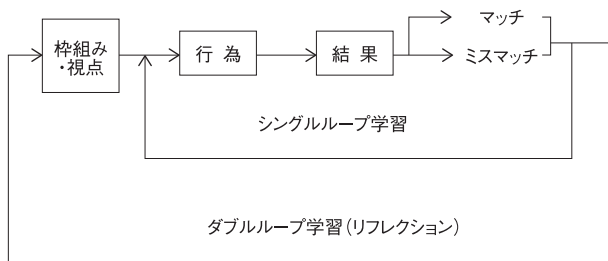 枠組み
・視点
行 為
結 果
マッチ
ミスマッチ
シングルループ学習
ダブルループ学習(リフレクション)